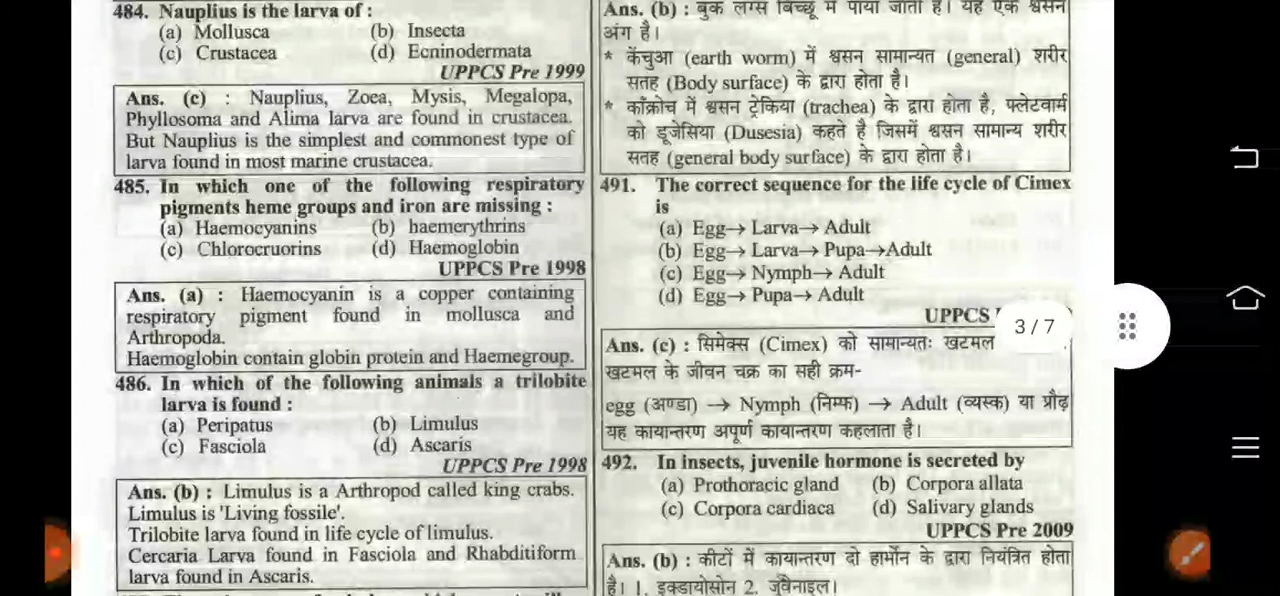 484. Nauplius is the larva of :
(a) Mollusca (b) Insecta
(c) Crustacea (d) Ecninodermata
UPPCS Pre 1999
Ans. (c) : Nauplius, Zoea, Mysis, Megalopa,
Phyllosoma and Alima larva are found in crustacea.
But Nauplius is the simplest and commonest type of
larva found in most marine crustacea.
485. In which one of the following respiratory
pigments heme groups and iron are missing :
(a) Haemocyanins (b) haemerythrins
(c) Chlorocruorins (d) Haemoglobin
UPPCS Pre 1998
Ans. (a) : Haemocyanin is a copper containing
respiratory pigment found in mollusca and
Arthropoda.
Haemoglobin contain globin protein and Haemegroup.
486. In which of the following animals a trilobite
larva is found :
(a) Peripatus (b) Limulus
(c) Fasciola (d) Ascaris
UPPCS Pre 1998
Ans. (b) : Limulus is a Arthropod called king crabs.
Limulus is 'Living fossile'.
Trilobite larva found in life cycle of limulus.
Cercaria Larva found in Fasciola and Rhabditiform
larva found in Ascaris.
Ans. (b) : बुक लंग्स बिच्छू में पाया जाता है। यह एक श्वसन
अंग है।
* केंचुआ (earth worm) में श्वसन सामान्यत (general) शरीर
सतह (Body surface) के द्वारा होता है।
* कॉक्रोच में श्वसन ट्रेकिया (trachea) के द्वारा होता है, फ्लेटवार्म
को डूजेसिया (Dusesia) कहते है जिसमें श्वसन सामान्य शरीर
सतह (general body surface) के द्वारा होता है।
491. The correct sequence for the life cycle of Cimex
is
(a) Egg→ Larva→ Adult
(b) Egg→ Larva→ Pupa→Adult
(c) Egg→ Nymph→ Adult
(d) Egg→ Pupa→ Adult
UPPCS
3/7
Ans. (c) : सिमेक्स (Cimex) को सामान्यतः खटमल
खटमल के जीवन चक्र का सही क्रम-
egg (अण्डा) → Nymph (निम्फ) → Adult (व्यस्क) या प्रौढ़
यह कायान्तरण अपूर्ण कायान्तरण कहलाता है।
492. In insects, juvenile hormone is secreted by
(a) Prothoracic gland (b) Corpora allata
(c) Corpora cardiaca (d) Salivary glands
UPPCS Pre 2009
Ans. (b) : कीटों में कायान्तरण दो हार्मोन के द्वारा नियंत्रित होता
है। 1. इक्डायोसोन 2. जुवैनाइल।